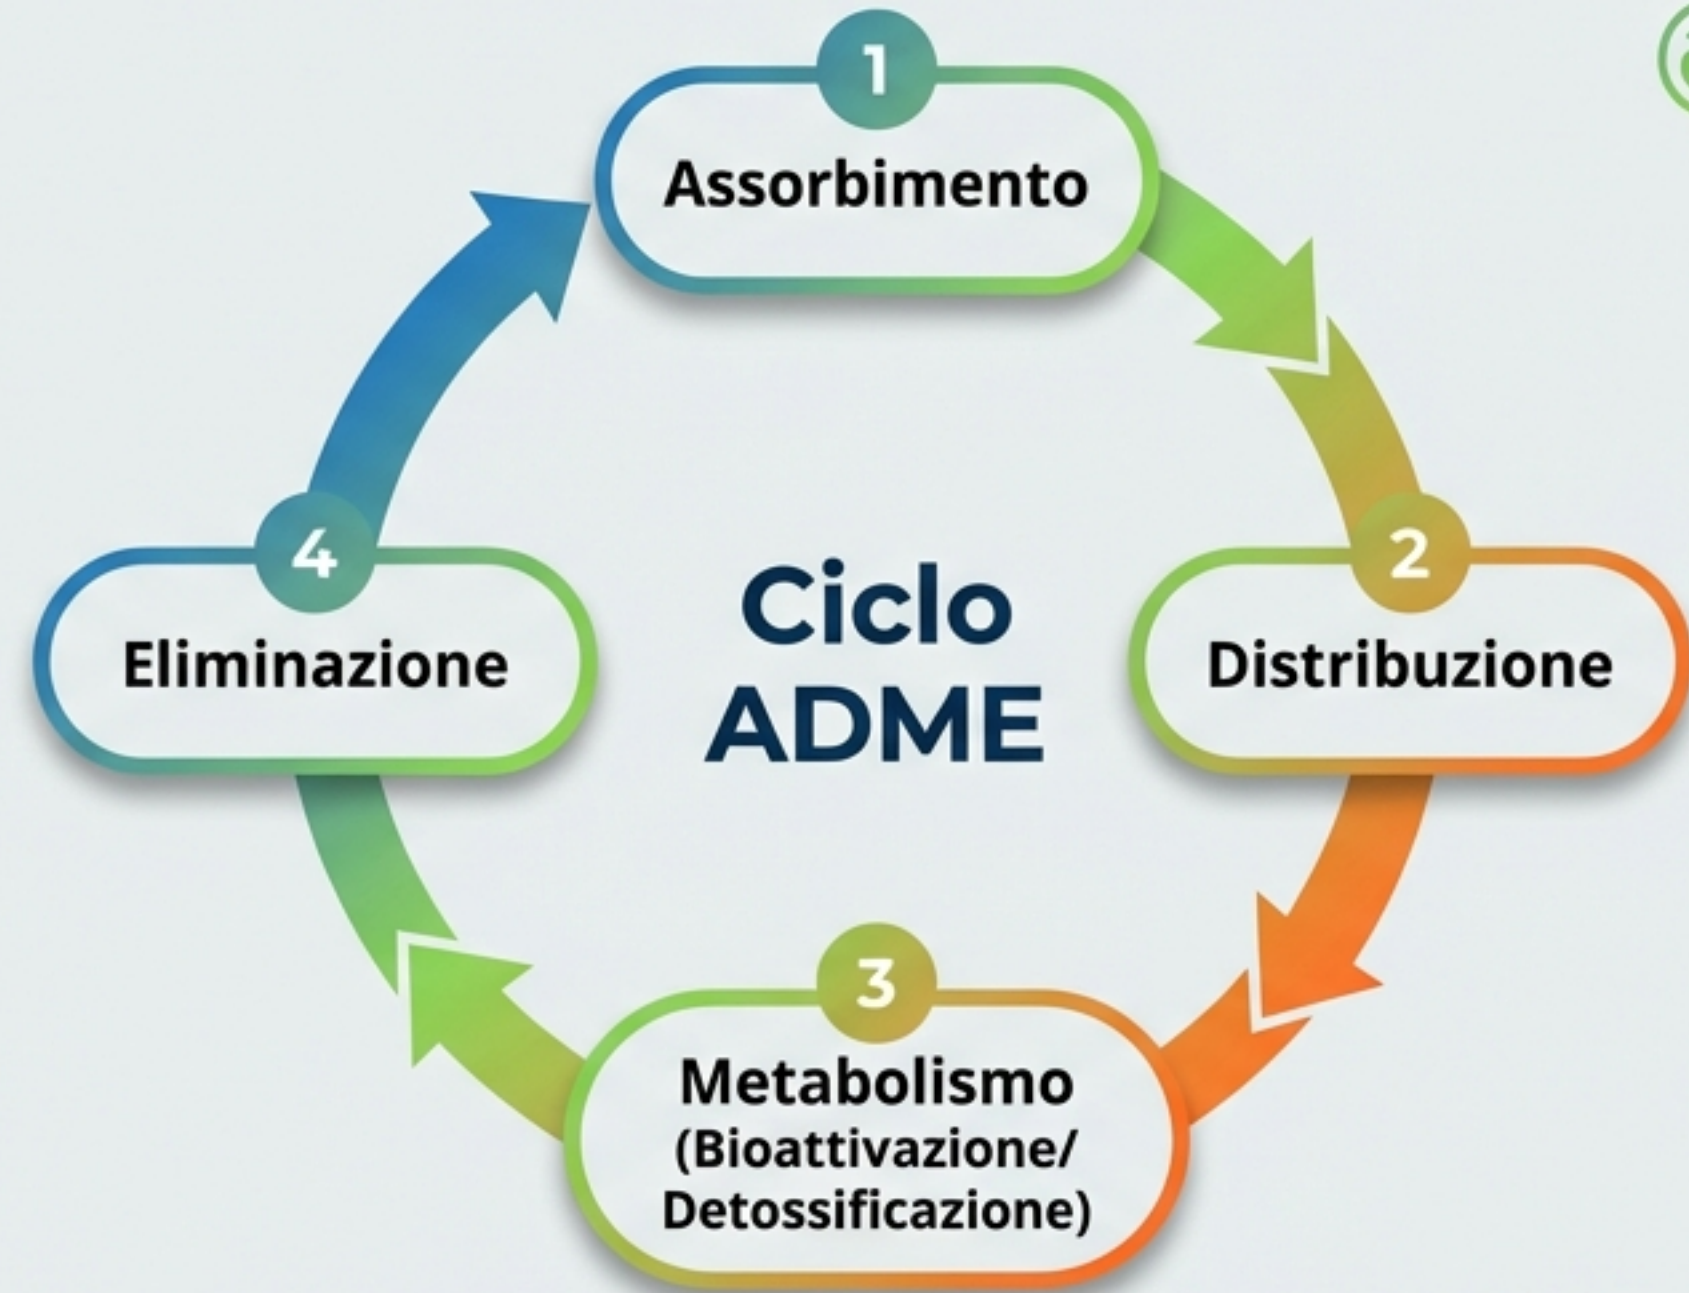 1
Assorbimento
2
Distribuzione
3
Metabolismo
(Bioattivazione/
Detossificazione)
4
Eliminazione
Ciclo
ADME